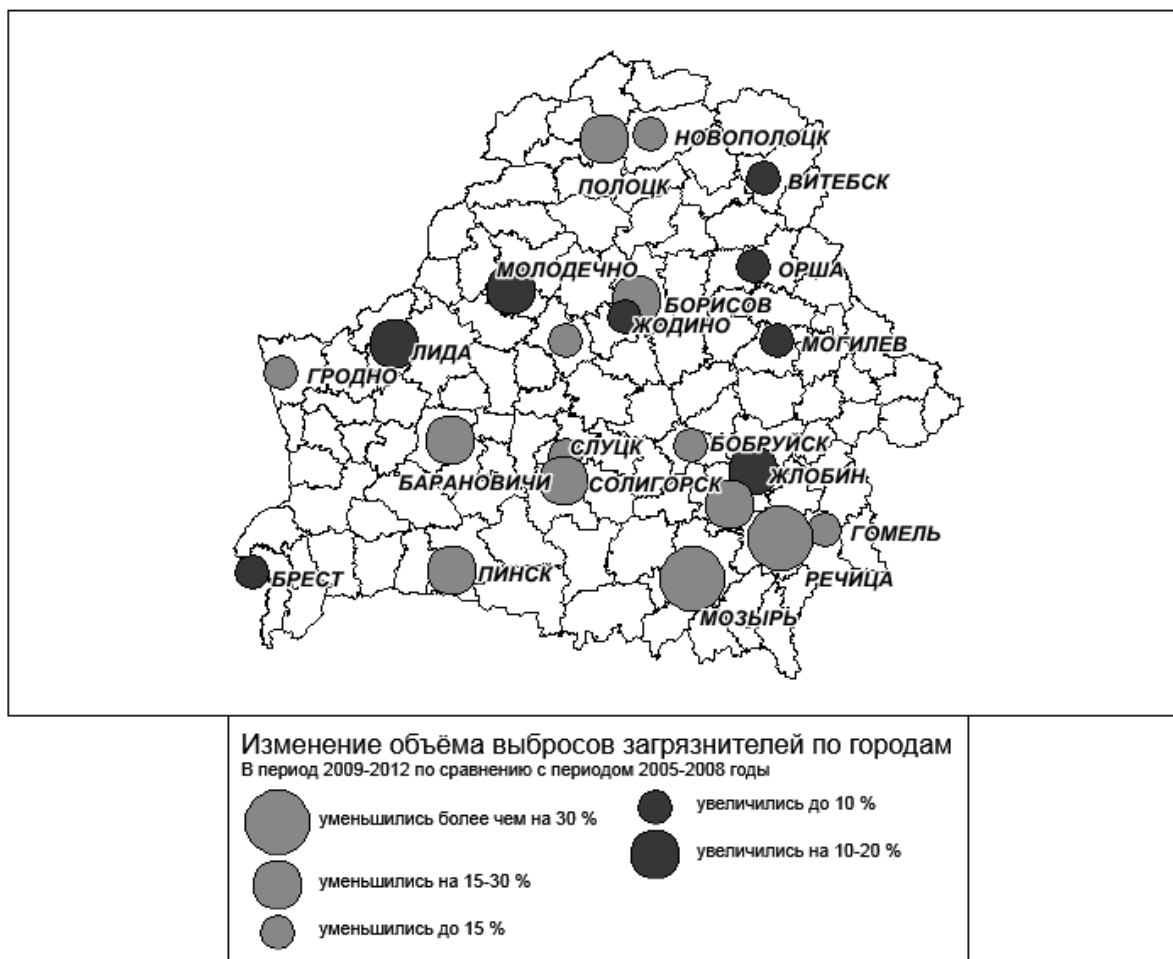 НОВОПОЛОЦК
ПОЛОЦК
ВИТЕБСК
МОЛОДЕЧНО
ОРША
БОРИСОВ
ЖОДИНО
ЛИДА
МОГИЛЕВ
ГРОДНО
СЛУЦК
БОБРУЙСК
БАРАНОВИЧИ
СОЛИГОРСК
ЖЛОБИН
ГОМЕЛЬ
БРЕСТ
ПИНСК
РЕЧИЦА
МОЗЫРЬ
Изменение объёма выбросов загрязнителей по городам
В период 2009-2012 по сравнению с периодом 2005-2008 годы
уменьшились более чем на 30 %
уменьшились на 15-30 %
уменьшились до 15 %
увеличились до 10 %
увеличились на 10-20 %